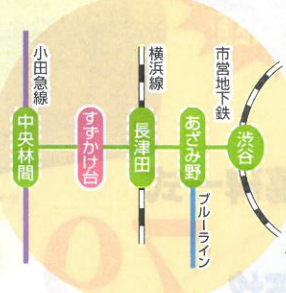 小田急線
中央林間
すずかけ台
横浜線
長津田
市営地下鉄
あざみ野
ブルーライン
渋谷